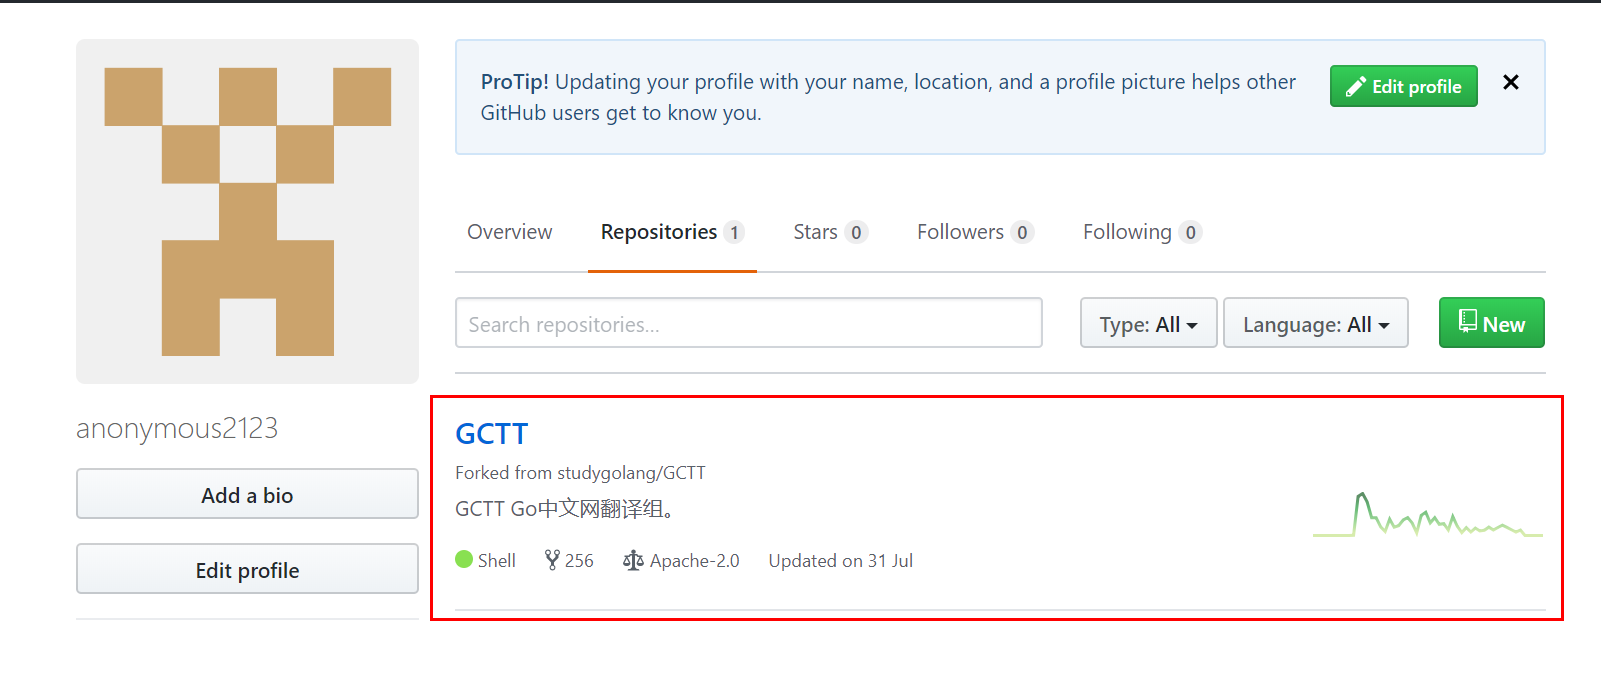 ProTip! Updating your profile with your name, location, and a profile picture helps other
GitHub users get to know you.
Edit profile
Overview Repositories 1 Stars 0 Followers 0 Following 0
Search repositories...
Type: All
Language: All
New
anonymous2123
Add a bio
Edit profile
GCTT
Forked from studygolang/GCTT
GCTT Go中文网翻译组。
Shell 256 Apache-2.0 Updated on 31 Jul